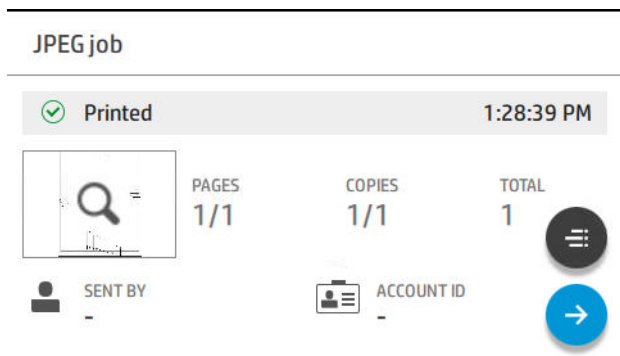 JPEG job
Printed 1:28:39 PM
PAGES COPIES TOTAL
1/1 1/1 1
SENT BY ACCOUNT ID
- -